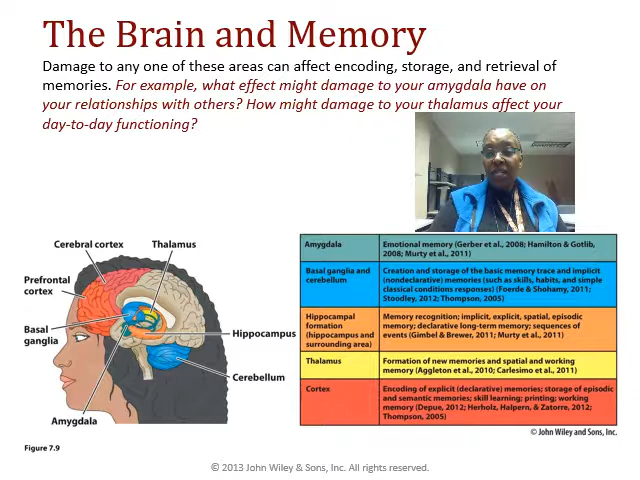 The Brain and Memory
Damage to any one of these areas can affect encoding, storage, and retrieval of
memories. For example, what effect might damage to your amygdala have on
your relationships with others? How might damage to your thalamus affect your
day-to-day functioning?
Cerebral cortex
Thalamus
Prefrontal
cortex
Basal
ganglia
Hippocampus
Cerebellum
Amygdala
Amygdala
Emotional memory (Gerber et al., 2008; Hamilton & Gotlib,
2008; Murty et al., 2011)
Basal ganglia and
cerebellum
Creation and storage of the basic memory trace and implicit
(nondeclarative) memories (such as skills, habits, and simple
classical conditions responses) (Foerde & Shohamy, 2011;
Stoodley, 2012; Thompson, 2005)
Hippocampal
formation
(hippocampus and
surrounding area)
Memory recognition; implicit, explicit, spatial, episodic
memory; declarative long-term memory; sequences of
events (Gimbel & Brewer, 2011; Murty et al., 2011)
Thalamus
Formation of new memories and spatial and working
memory (Aggleton et al., 2010; Carlesimo et al., 2011)
Cortex
Encoding of explicit (declarative) memories; storage of episodic
and semantic memories; skill learning; printing; working
memory (Depue, 2012; Herholz, Halpern, & Zatorre, 2012;
Thompson, 2005)
© John Wiley & Sons, Inc.
Figure 7.9
© 2013 John Wiley & Sons, Inc. All rights reserved.